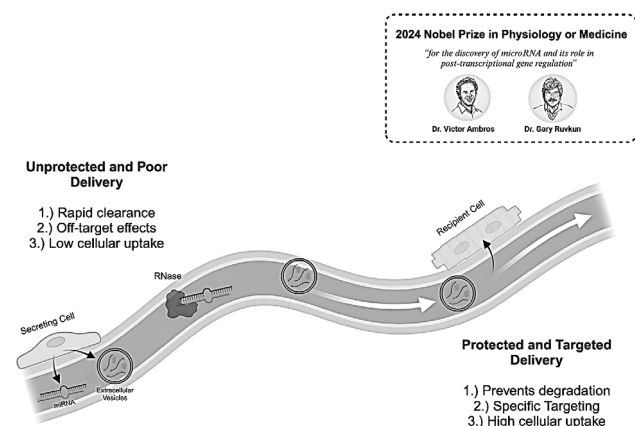 2024 Nobel Prize in Physiology or Medicine
"for the discovery of microRNA and its role in
post-transcriptional gene regulation"
Dr. Victor Ambros
Dr. Gary Ruvkun
Unprotected and Poor
Delivery
1.) Rapid clearance
2.) Off-target effects
3.) Low cellular uptake
RNase
Recipient Cell
Secreting Cell
miRNA
Extracellular
Vesicles
Protected and Targeted
Delivery
1.) Prevents degradation
2.) Specific Targeting
3.) High cellular uptake